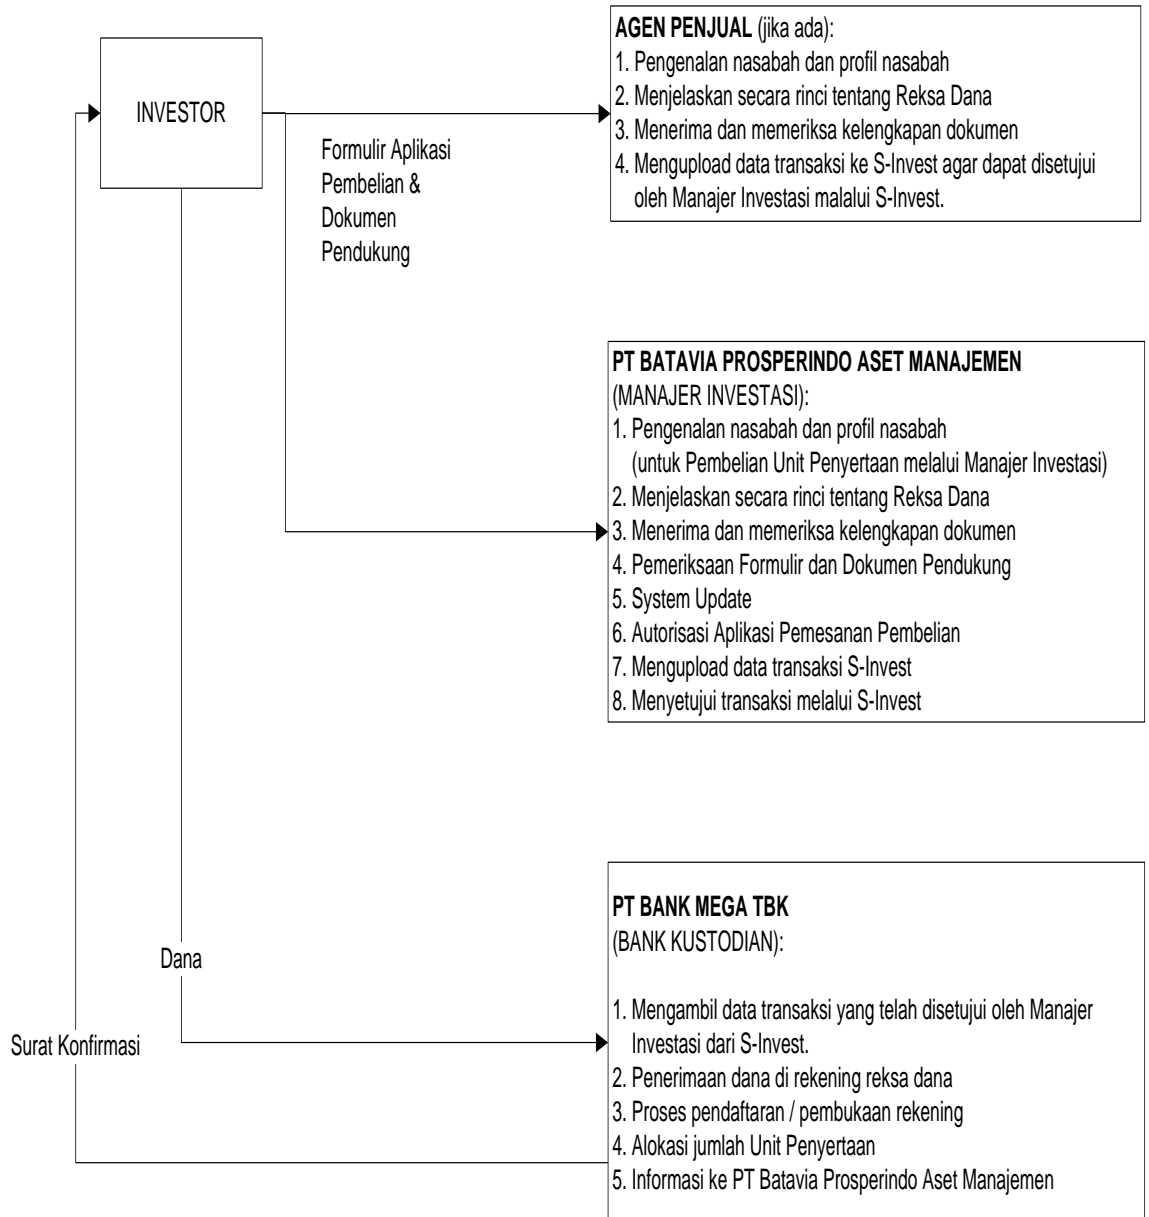 INVESTOR
Formulir Aplikasi
Pembelian &
Dokumen
Pendukung
AGEN PENJUAL (jika ada):
1. Pengenalan nasabah dan profil nasabah
2. Menjelaskan secara rinci tentang Reksa Dana
3. Menerima dan memeriksa kelengkapan dokumen
4. Mengupload data transaksi ke S-Invest agar dapat disetujui
oleh Manajer Investasi malalui S-Invest.
PT BATAVIA PROSPERINDO ASET MANAJEMEN
(MANAJER INVESTASI):
1. Pengenalan nasabah dan profil nasabah
(untuk Pembelian Unit Penyertaan melalui Manajer Investasi)
2. Menjelaskan secara rinci tentang Reksa Dana
3. Menerima dan memeriksa kelengkapan dokumen
4. Pemeriksaan Formulir dan Dokumen Pendukung
5. System Update
6. Autorisasi Aplikasi Pemesanan Pembelian
7. Mengupload data transaksi S-Invest
8. Menyetujui transaksi melalui S-Invest
Dana
Surat Konfirmasi
PT BANK MEGA TBK
(BANK KUSTODIAN):
1. Mengambil data transaksi yang telah disetujui oleh Manajer
Investasi dari S-Invest.
2. Penerimaan dana di rekening reksa dana
3. Proses pendaftaran / pembukaan rekening
4. Alokasi jumlah Unit Penyertaan
5. Informasi ke PT Batavia Prosperindo Aset Manajemen